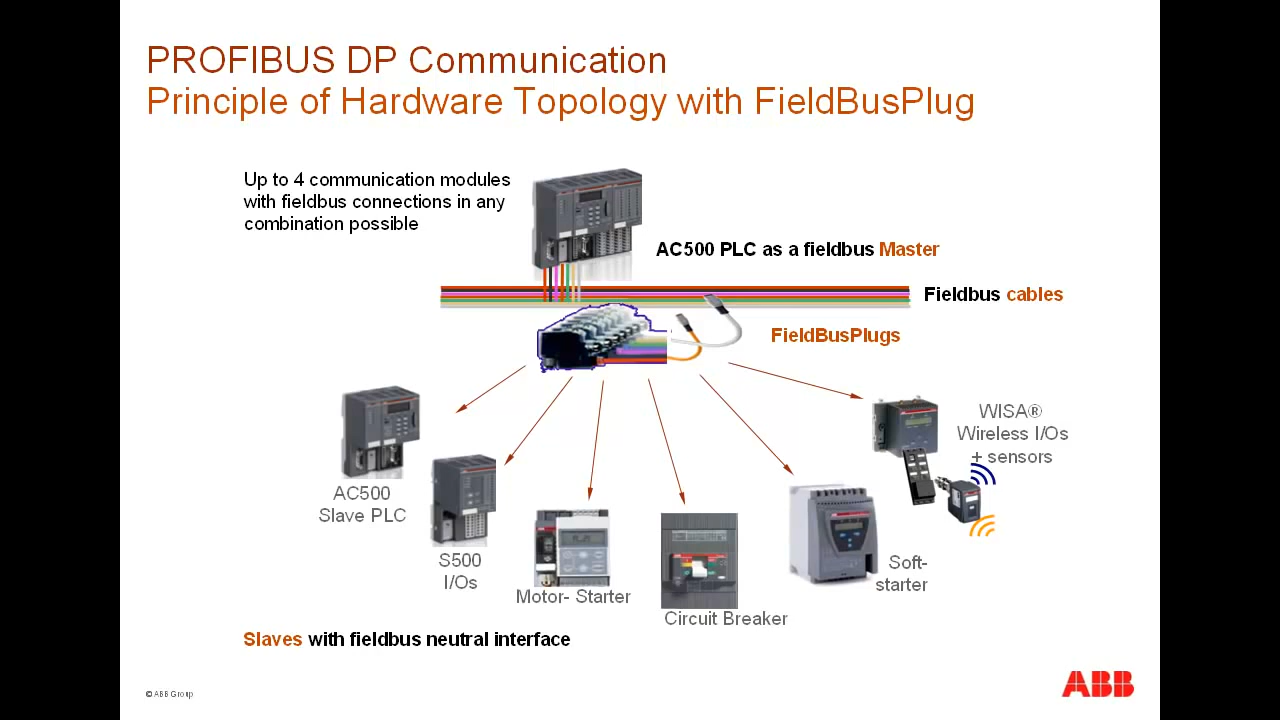 PROFIBUS DP Communication
Principle of Hardware Topology with FieldBusPlug
Up to 4 communication modules
with fieldbus connections in any
combination possible
AC500 PLC as a fieldbus Master
Fieldbus cables
FieldBusPlugs
WISA®
Wireless I/Os
+ sensors
AC500
Slave PLC
S500
I/Os
Motor- Starter
Circuit Breaker
Soft-
starter
Slaves with fieldbus neutral interface
© ABB Group
ABB